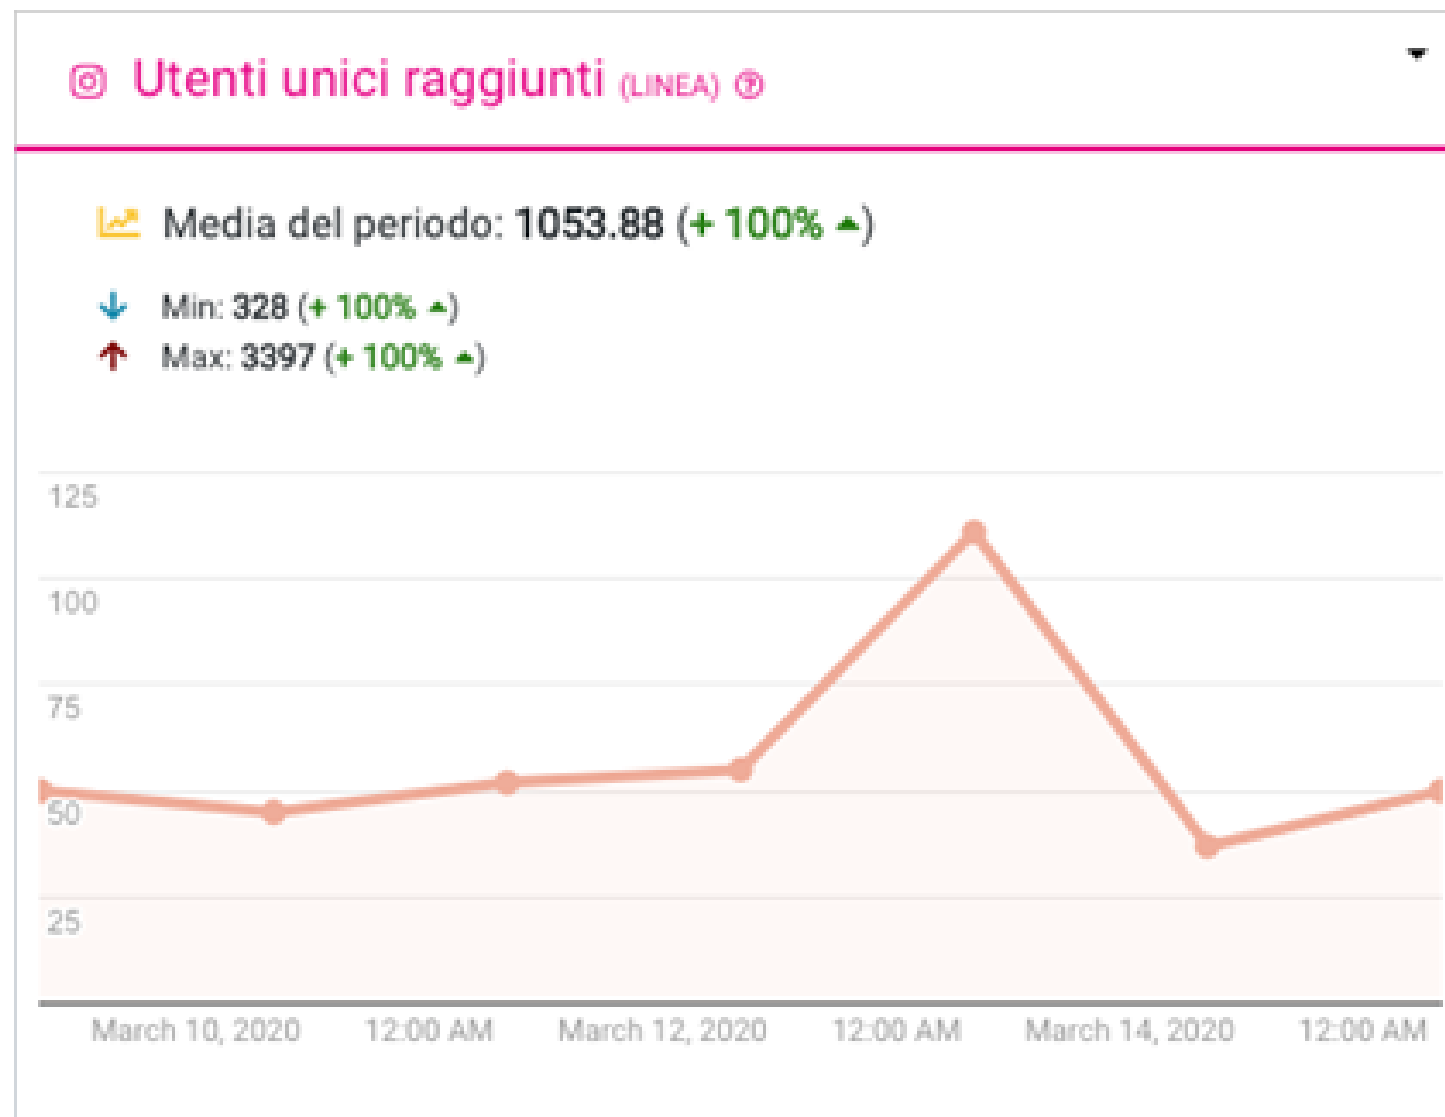 Utenti unici raggiunti (LINEA)
Media del periodo: 1053.88 (+ 100% ▲)
Min: 328 (+ 100% ▲)
Max: 3397 (+ 100% ▲)
125
100
75
50
25
March 10, 2020 12:00 AM March 12, 2020 12:00 AM March 14, 2020 12:00 AM